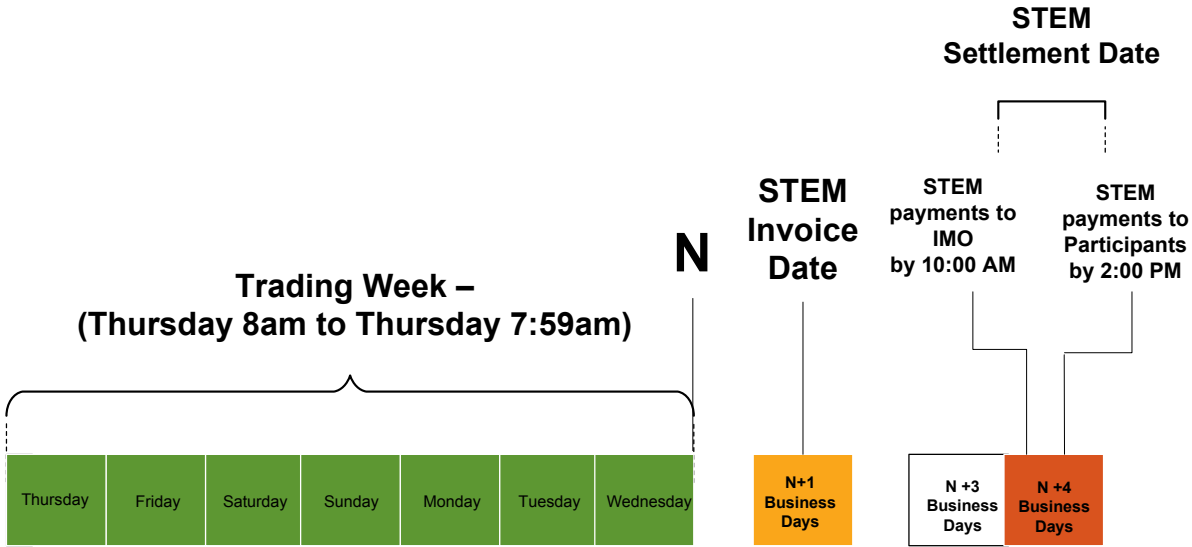 STEM
Settlement Date
STEM
payments to
IMO
by 10:00 AM
STEM
payments to
Participants
by 2:00 PM
STEM
Invoice
Date
N
Trading Week –
(Thursday 8am to Thursday 7:59am)
Thursday
Friday
Saturday
Sunday
Monday
Tuesday
Wednesday
N+1
Business
Days
N +3
Business
Days
N +4
Business
Days